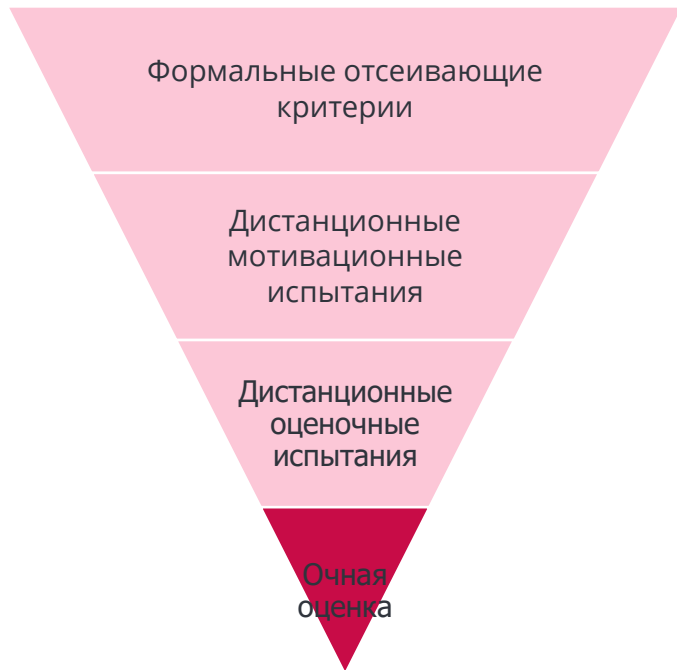 Формальные отсеивающие
критерии
Дистанционные
мотивационные
испытания
Дистанционные
оценочные
испытания
Очная
оценка